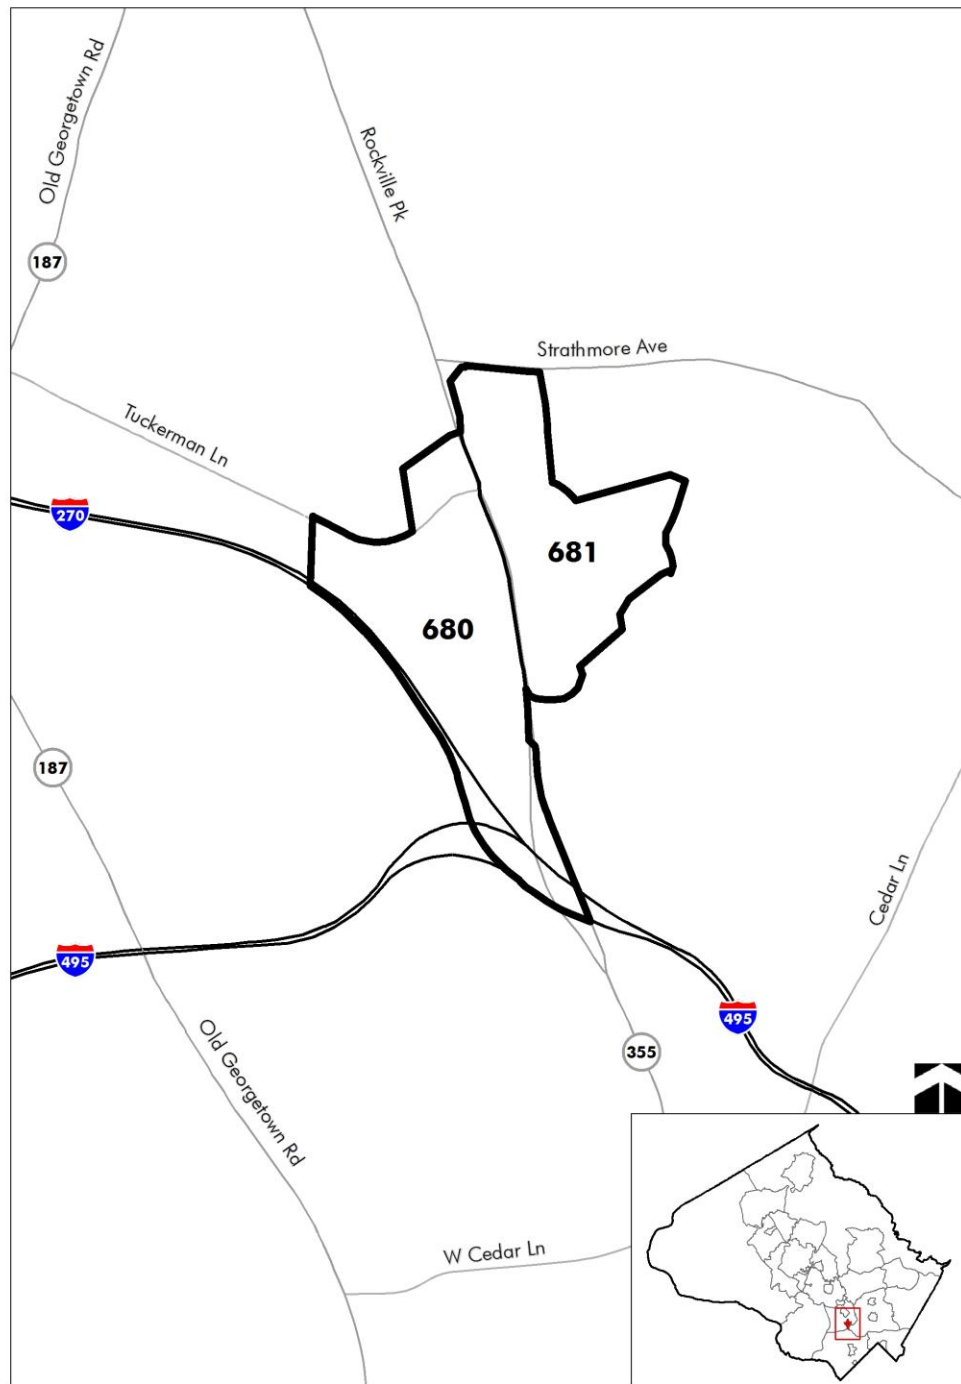 Old Georgetown Rd
Rockville Pk
187
Strathmore Ave
Tuckerman Ln
270
681
680
187
Cedar Ln
495
495
Old Georgetown Rd
355
W Cedar Ln